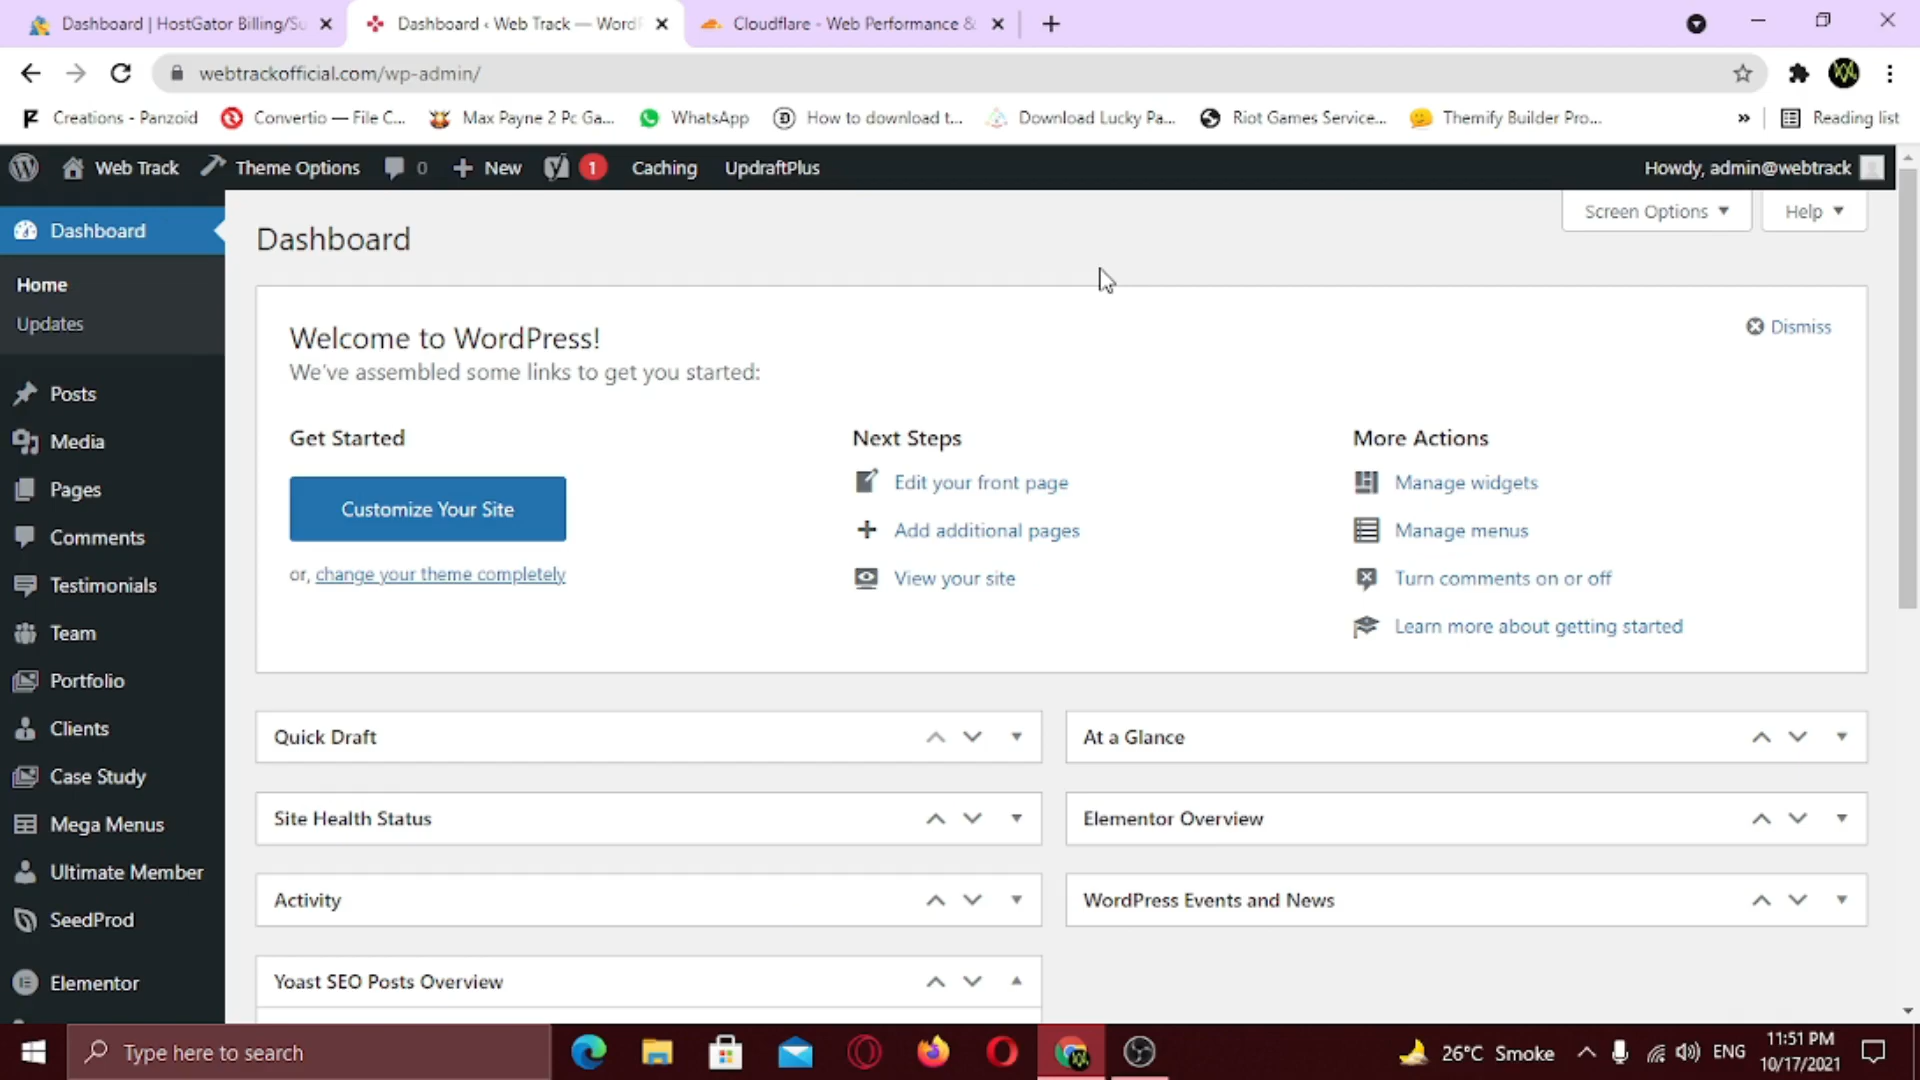 Dashboard | HostGator Billing/Su
Dashboard ‹ Web Track — WordP
Cloudflare - Web Performance &
webtrackofficial.com/wp-admin/
Creations - Panzoid
Convertio — File C...
Max Payne 2 Pc Ga...
WhatsApp
How to download t...
Download Lucky Pa...
Riot Games Service...
Themify Builder Pro...
»
Reading list
Web Track
Theme Options
0
New
1
Caching
UpdraftPlus
Howdy, admin@webtrack
Dashboard
Home
Updates
Posts
Media
Pages
Comments
Testimonials
Team
Portfolio
Clients
Case Study
Mega Menus
Ultimate Member
SeedProd
Elementor
Screen Options
Help
Dashboard
Welcome to WordPress!
We've assembled some links to get you started:
Dismiss
Get Started
Customize Your Site
or, change your theme completely
Next Steps
Edit your front page
Add additional pages
View your site
More Actions
Manage widgets
Manage menus
Turn comments on or off
Learn more about getting started
Quick Draft
At a Glance
Site Health Status
Elementor Overview
Activity
WordPress Events and News
Yoast SEO Posts Overview
Type here to search
26°C Smoke
ENG
11:51 PM
10/17/2021